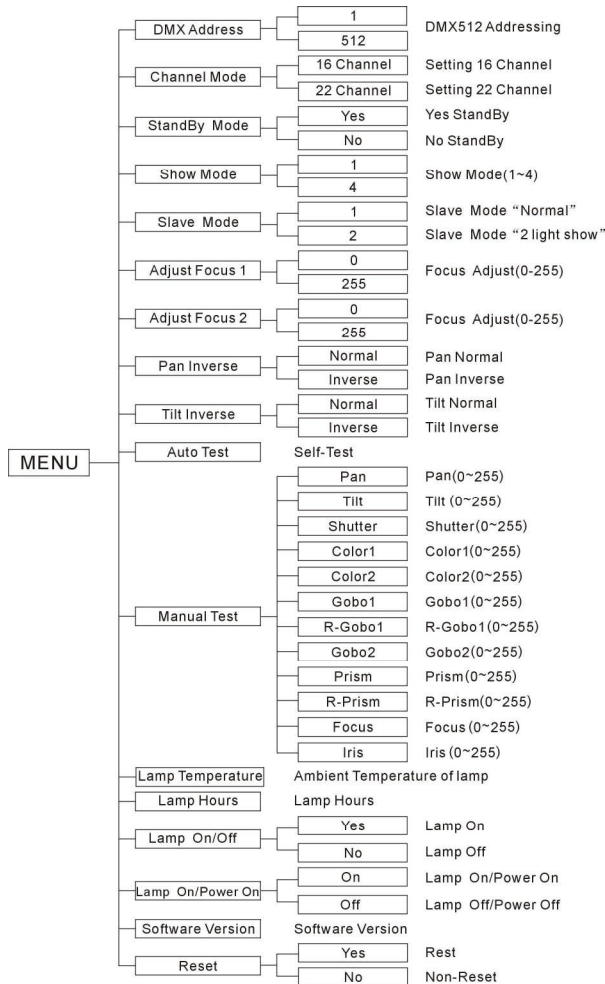 1
DMX Address DMX512 Addressing
512
16 Channel Setting 16 Channel
Channel Mode
22 Channel Setting 22 Channel
Yes Yes StandBy
StandBy Mode
No No StandBy
1
Show Mode Show Mode(1~4)
4
1 Slave Mode “Normal”
Slave Mode
2 Slave Mode “2 light show”
0
Adjust Focus 1 Focus Adjust(0-255)
255
0
Adjust Focus 2 Focus Adjust(0-255)
255
Normal Pan Normal
Pan Inverse
Inverse Pan Inverse
Normal Tilt Normal
Tilt Inverse
Inverse Tilt Inverse
Auto Test Self-Test
MENU
Pan Pan(0~255)
Tilt Tilt (0~255)
Shutter Shutter(0~255)
Color1 Color1(0~255)
Color2 Color2(0~255)
Gobo1 Gobo1(0~255)
Manual Test
R-Gobo1 R-Gobo1(0~255)
Gobo2 Gobo2(0~255)
Prism Prism(0~255)
R-Prism R-Prism(0~255)
Focus Focus (0~255)
Iris Iris (0~255)
Lamp Temperature Ambient Temperature of lamp
Lamp Hours Lamp Hours
Yes Lamp On
Lamp On/Off
No Lamp Off
On Lamp On/Power On
Lamp On/Power On
Off Lamp Off/Power Off
Software Version Software Version
Yes Rest
Reset
No Non-Reset